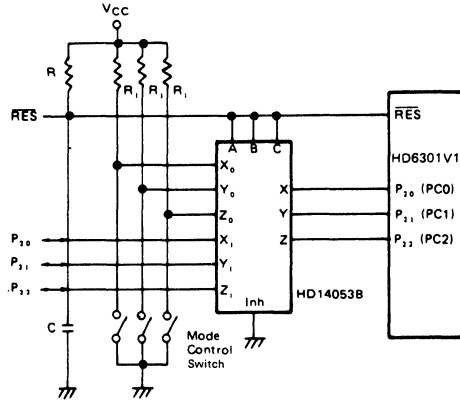 VCC
R
R₁ R₁ R₁
RES
RES
A B C
HD6301V1
X₀
Y₀
Z₀
X₁
Y₁
Z₁
X
Y
Z
P₂₀ (PC0)
P₂₁ (PC1)
P₂₂ (PC2)
P₂₀
P₂₁
P₂₂
Inh
HD14053B
C
Mode
Control
Switch